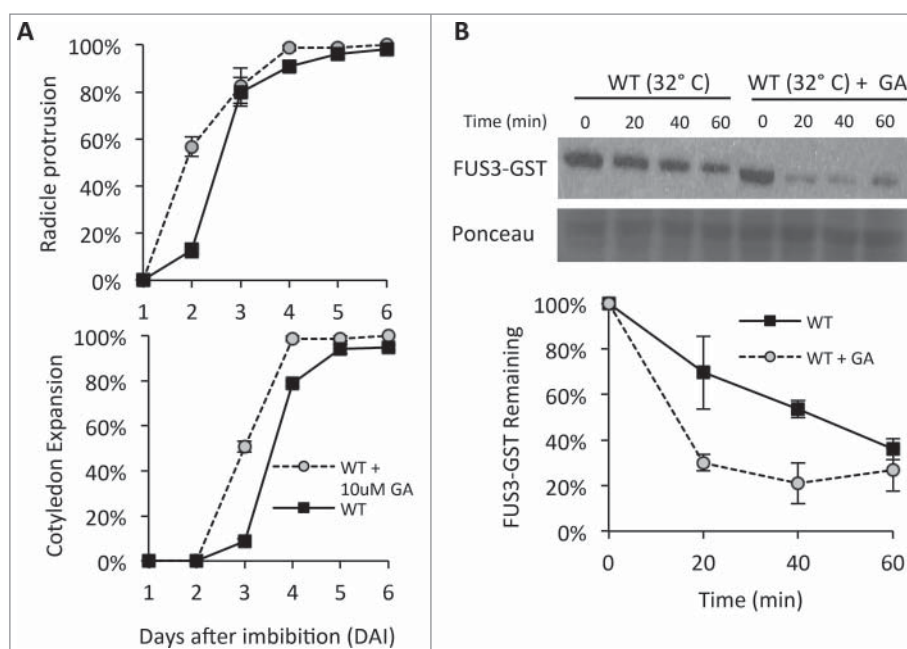 A
Radicle protrusion
100%
80%
60%
40%
20%
0%
1 2 3 4 5 6
Cotyledon Expansion
100%
80%
60%
40%
20%
0%
WT +
10uM GA
WT
1 2 3 4 5 6
Days after imbibition (DAI)
B
WT (32° C) WT (32° C) + GA
Time (min) 0 20 40 60 0 20 40 60
FUS3-GST
Ponceau
FUS3-GST Remaining
100%
80%
60%
40%
20%
0%
WT
WT + GA
0 20 40 60
Time (min)